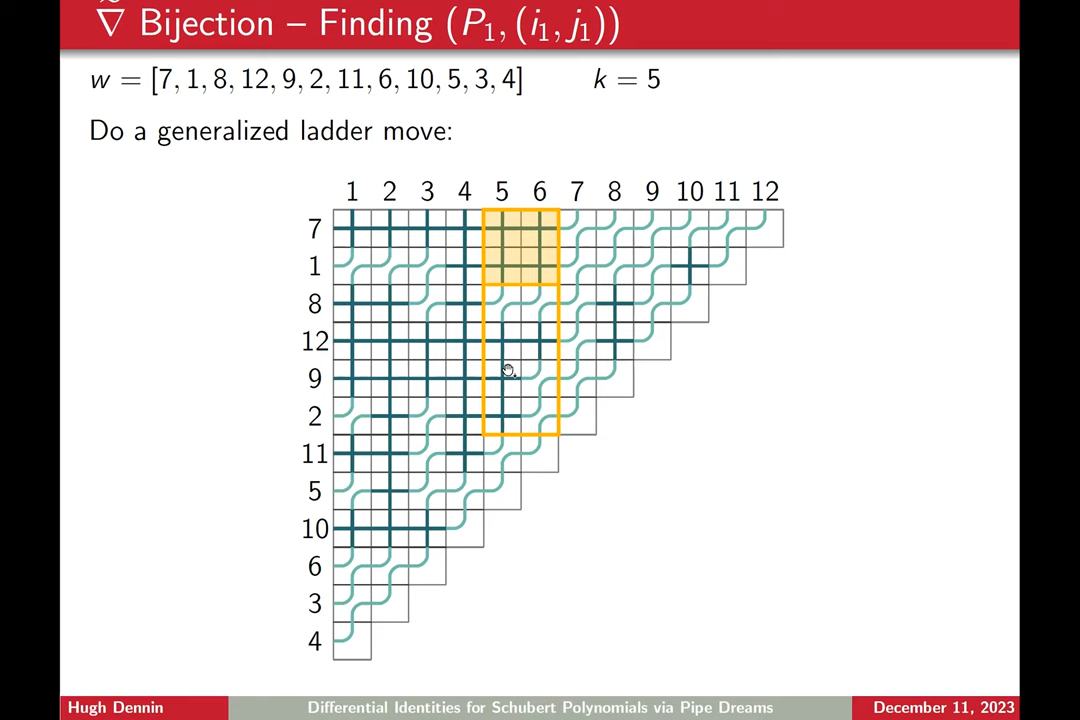 ∇̃ Bijection – Finding (P₁, (i₁, j₁))
w = [7, 1, 8, 12, 9, 2, 11, 6, 10, 5, 3, 4] k = 5
Do a generalized ladder move:
1 2 3 4 5 6 7 8 9 10 11 12
7
1
8
12
9
2
11
5
10
6
3
4
Hugh Dennin Differential Identities for Schubert Polynomials via Pipe Dreams December 11, 2023